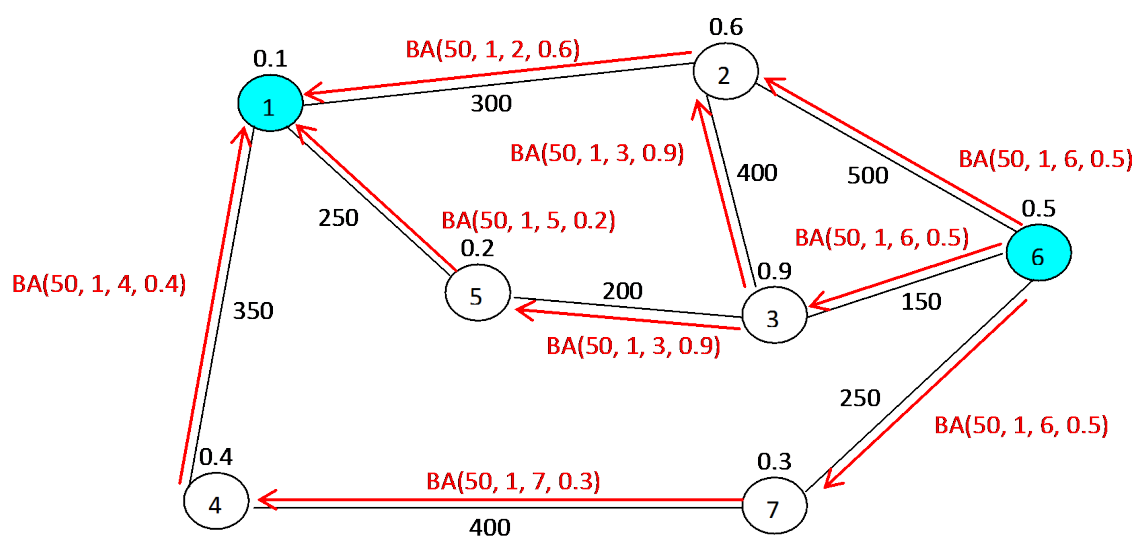 0.6
BA(50, 1, 2, 0.6)
0.1
2
1
300
BA(50, 1, 3, 0.9)
400
BA(50, 1, 6, 0.5)
500
0.5
250
BA(50, 1, 5, 0.2)
0.2
BA(50, 1, 6, 0.5)
6
0.9
BA(50, 1, 4, 0.4)
5
200
150
350
3
BA(50, 1, 3, 0.9)
250
BA(50, 1, 6, 0.5)
0.4
0.3
BA(50, 1, 7, 0.3)
4
7
400